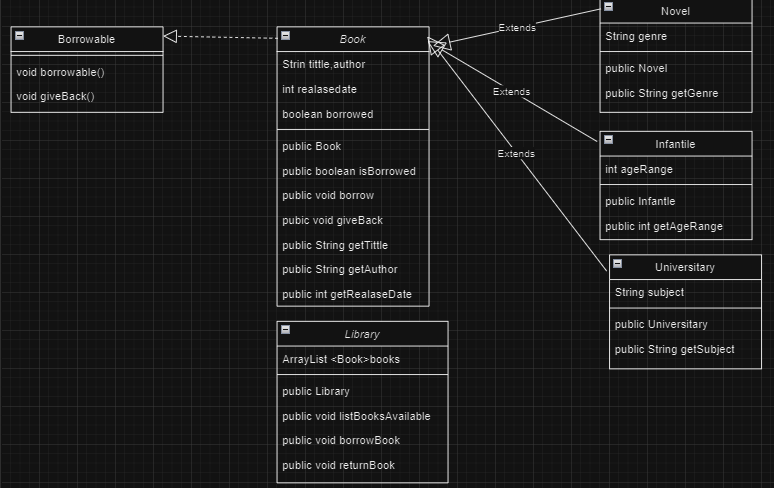 Borrowable
void borrowable()
void giveBack()
Book
Strin tittle,author
int realasedate
boolean borrowed
public Book
public boolean isBorrowed
public void borrow
pubic void giveBack
public String getTittle
public String getAuthor
public int getRealaseDate
Library
ArrayList <Book>books
public Library
public void listBooksAvailable
public void borrowBook
public void returnBook
Extends
Extends
Extends
Novel
String genre
public Novel
public String getGenre
Infantile
int ageRange
public Infantle
public int getAgeRange
Universitary
String subject
public Universitary
public String getSubject